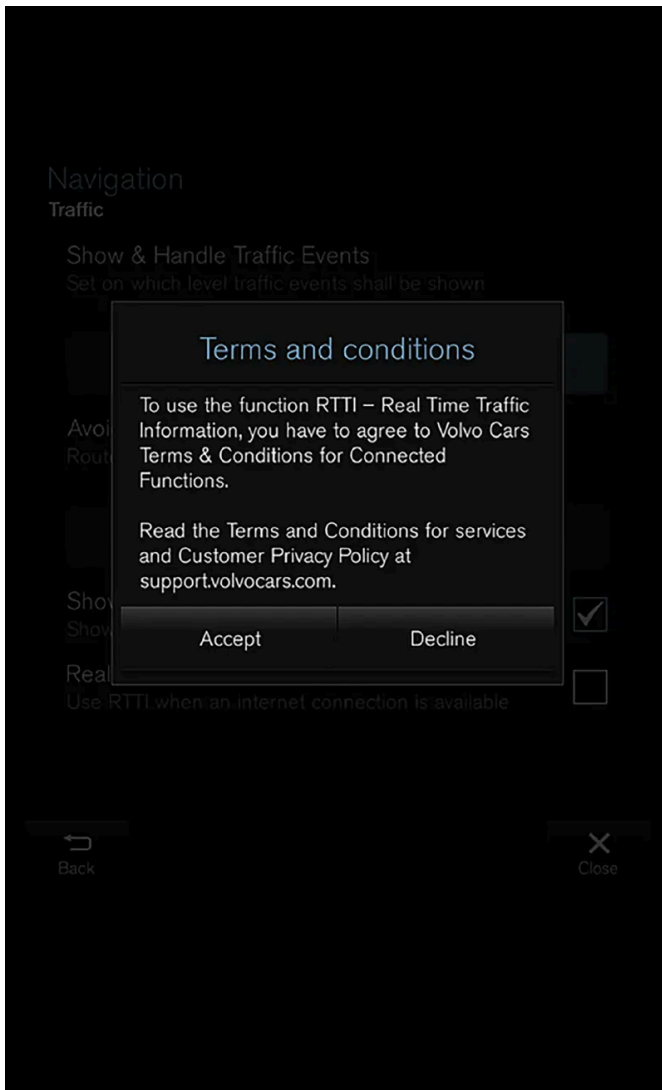 Navigation
Traffic
Show & Handle Traffic Events
Set on which level traffic events shall be shown
Terms and conditions
To use the function RTTI – Real Time Traffic
Information, you have to agree to Volvo Cars
Terms & Conditions for Connected
Functions.
Read the Terms and Conditions for services
and Customer Privacy Policy at
support.volvocars.com.
Accept
Decline
Use RTTI when an internet connection is available
Back
Close